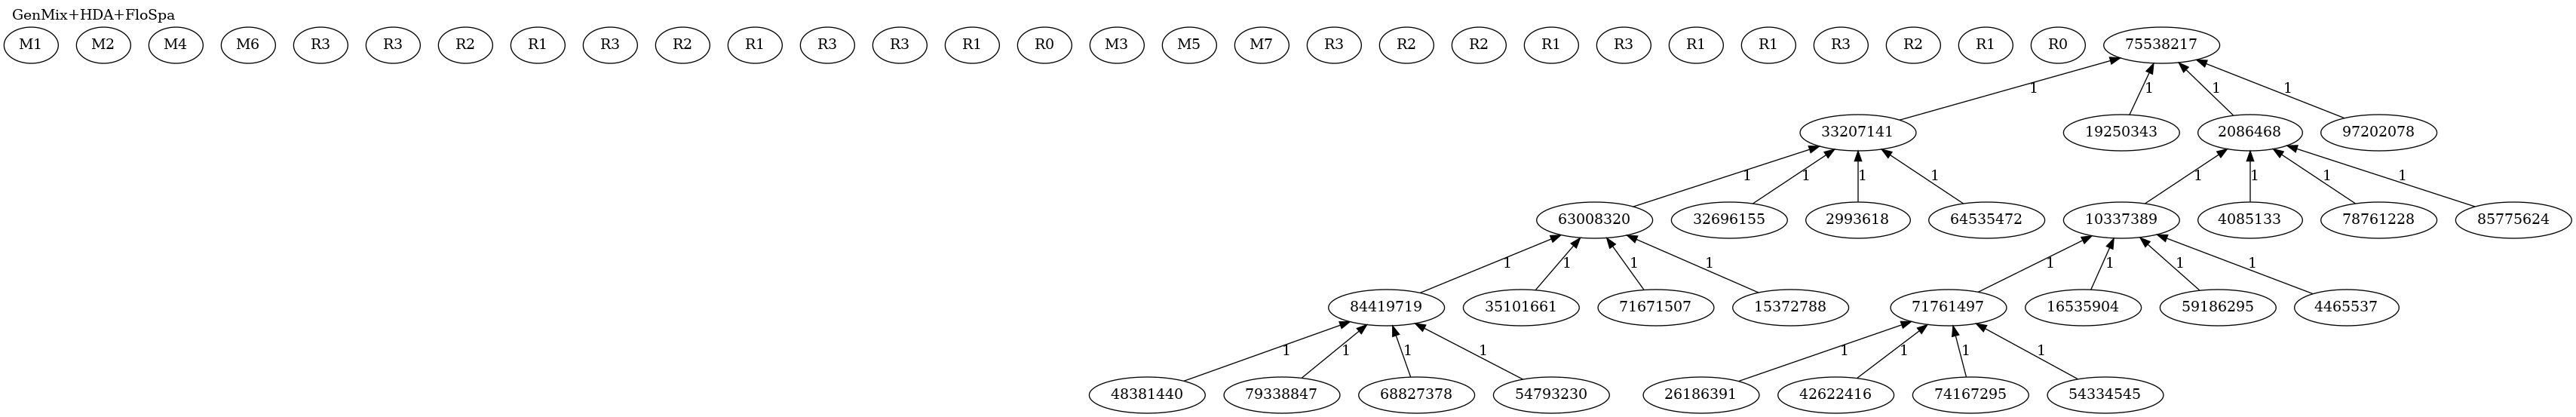 GenMix+HDA+FloSpa
M1 M2 M4 M6 R3 R3 R2 R1 R3 R2 R1 R3 R3 R1 R0 M3 M5 M7 R3 R2 R2 R1 R3 R1 R1 R3 R2 R1 R0 75538217
1 1 1 1
33207141 19250343 2086468 97202078
1 1 1 1 1 1 1 1
63008320 32696155 2993618 64535472 10337389 4085133 78761228 85775624
1 1 1 1 1 1 1 1
84419719 35101661 71671507 15372788 71761497 16535904 59186295 4465537
1 1 1 1 1 1 1 1
48381440 79338847 68827378 54793230 26186391 42622416 74167295 54334545